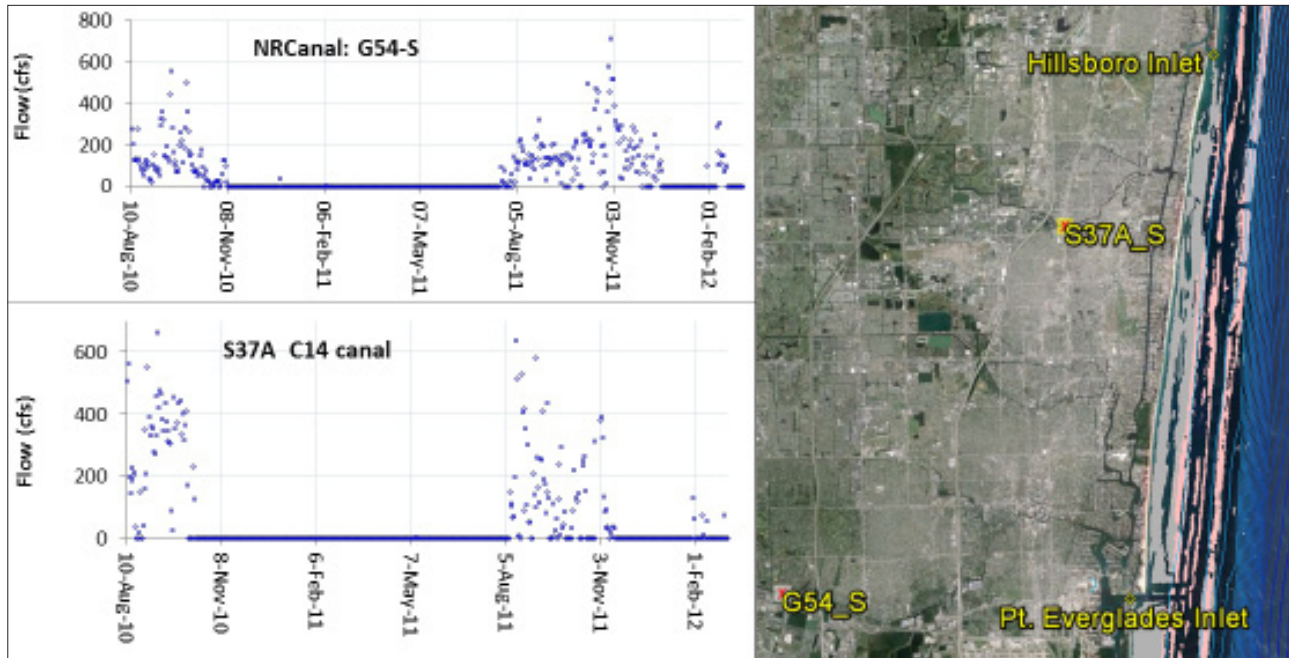 NRCanal: G54-S
Flow(cfs)
800
600
400
200
0
10-Aug-10
08-Nov-10
06-Feb-11
07-May-11
05-Aug-11
03-Nov-11
01-Feb-12
S37A C14 canal
Flow (cfs)
600
400
200
0
10-Aug-10
8-Nov-10
6-Feb-11
7-May-11
5-Aug-11
3-Nov-11
1-Feb-12
Hillsboro Inlet
S37A_S
G54_S
Pt. Everglades Inlet